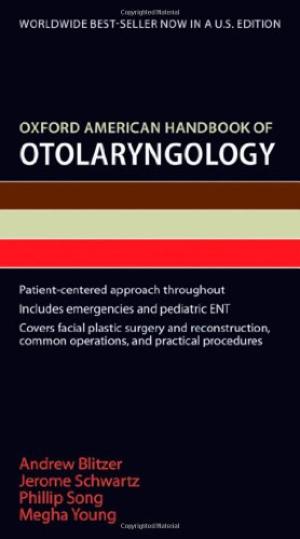 WORLDWIDE BEST-SELLER NOW IN A U.S. EDITION
OXFORD AMERICAN HANDBOOK OF
OTOLARYNGOLOGY
Patient-centered approach throughout
Includes emergencies and pediatric ENT
Covers facial plastic surgery and reconstruction,
common operations, and practical procedures
Andrew Blitzer
Jerome Schwartz
Phillip Song
Megha Young